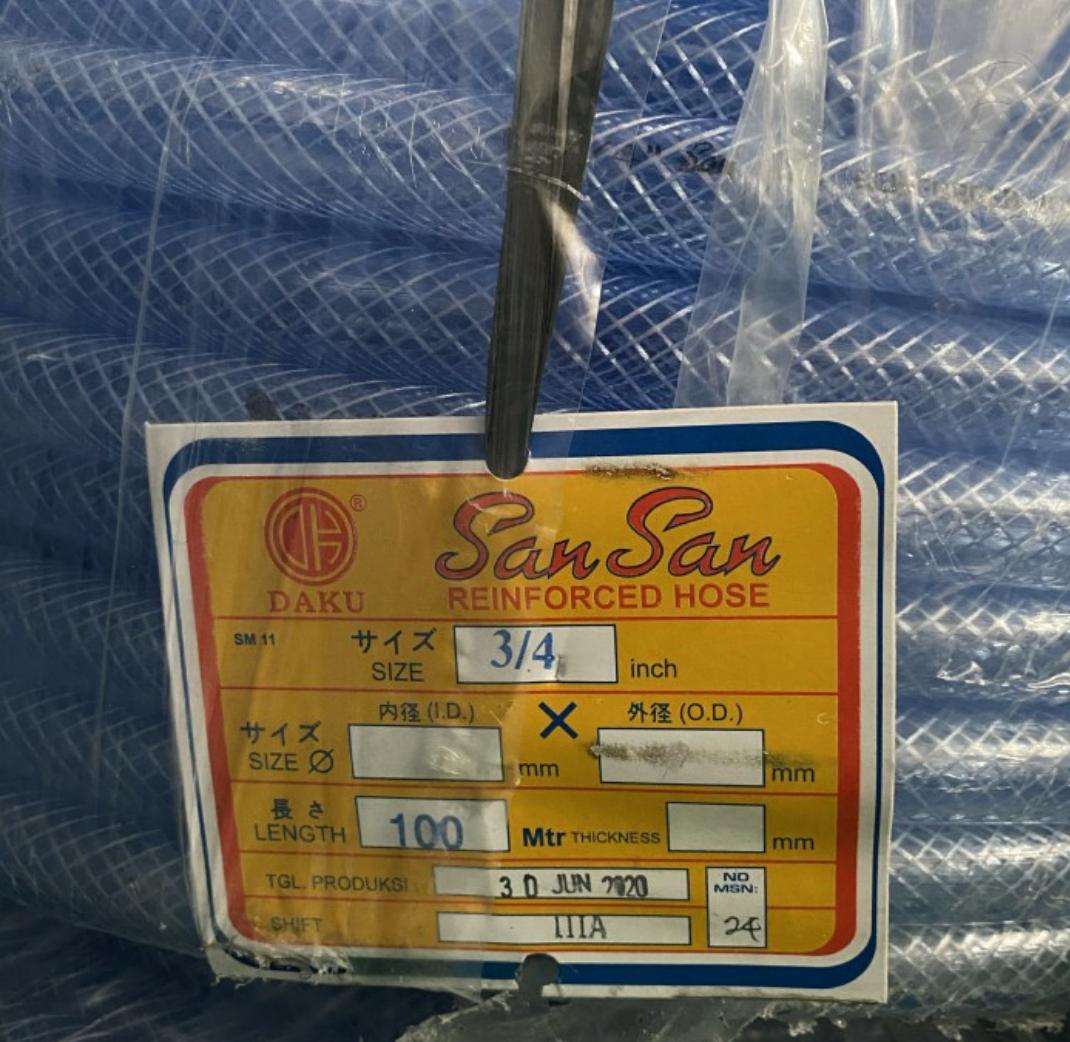 4" San
DAKU ®
San San
REINFORCED HOSE
SM 11
サイズ
SIZE 3/4 inch
サイズ
SIZE Ø
内径 (I.D.) mm
×
外径 (O.D.) mm
長さ
LENGTH 100 Mtr THICKNESS mm
TGL. PRODUKSI 30 JUN 2020
NO
MSN:
24
SHIFT IIIA